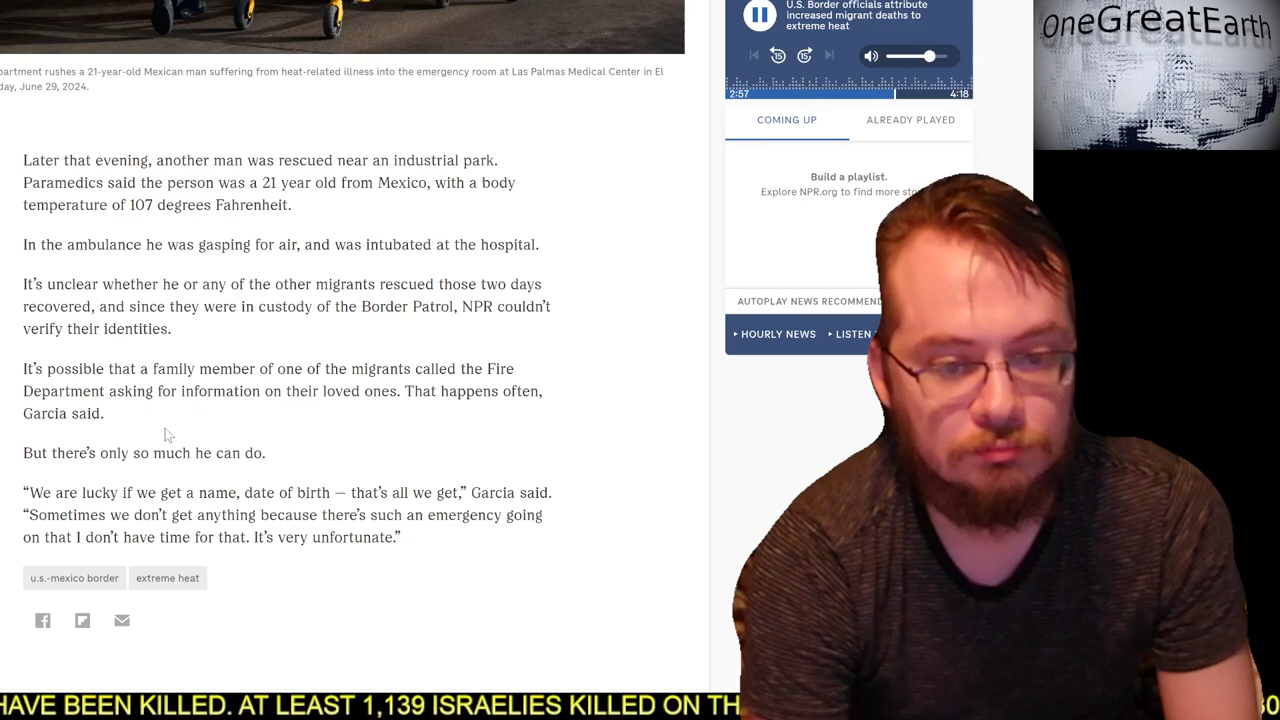 U.S. Border officials attribute
increased migrant deaths to
extreme heat
OneGreatEarth
15
15
partment rushes a 21-year-old Mexican man suffering from heat-related illness into the emergency room at Las Palmas Medical Center in El
day, June 29, 2024.
2:57
4:18
COMING UP
ALREADY PLAYED
Later that evening, another man was rescued near an industrial park.
Paramedics said the person was a 21 year old from Mexico, with a body
temperature of 107 degrees Fahrenheit.
Build a playlist.
Explore NPR.org to find more
In the ambulance he was gasping for air, and was intubated at the hospital.
It's unclear whether he or any of the other migrants rescued those two days
recovered, and since they were in custody of the Border Patrol, NPR couldn't
verify their identities.
AUTOPLAY NEWS RECOMMEND
HOURLY NEWS
LISTEN
It's possible that a family member of one of the migrants called the Fire
Department asking for information on their loved ones. That happens often,
Garcia said.
But there's only so much he can do.
“We are lucky if we get a name, date of birth — that's all we get,” Garcia said.
“Sometimes we don't get anything because there's such an emergency going
on that I don't have time for that. It's very unfortunate.”
u.s.-mexico border
extreme heat
HAVE BEEN KILLED. AT LEAST 1,139 ISRAELIES KILLED ON TH